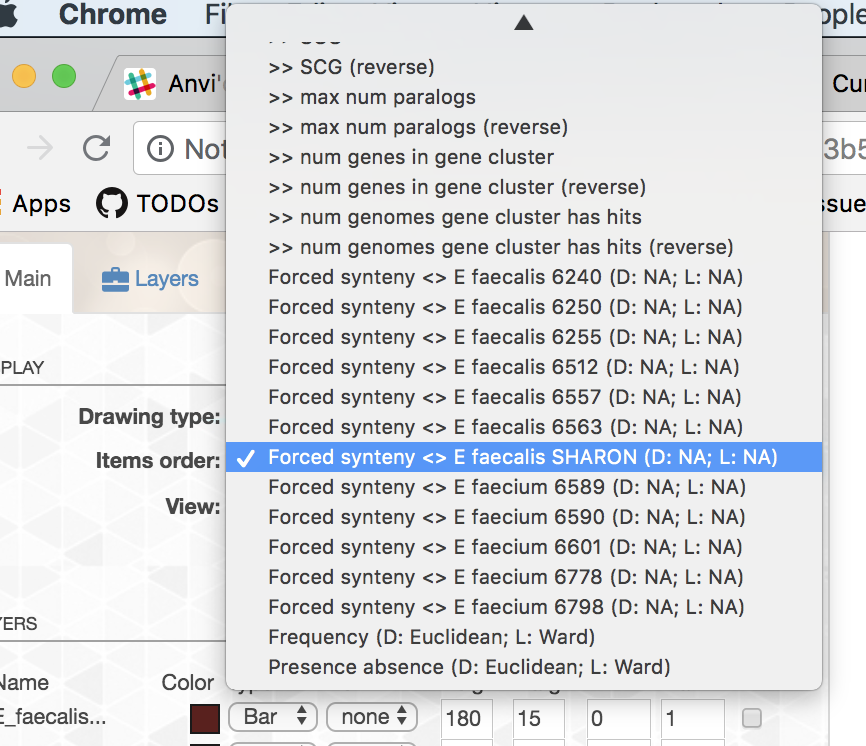 Chrome
Anvi'
Cur
Not
3b5
Apps
TODOs
ssue
>> SCG (reverse)
>> max num paralogs
>> max num paralogs (reverse)
>> num genes in gene cluster
>> num genes in gene cluster (reverse)
>> num genomes gene cluster has hits
>> num genomes gene cluster has hits (reverse)
Forced synteny <> E faecalis 6240 (D: NA; L: NA)
Forced synteny <> E faecalis 6250 (D: NA; L: NA)
Forced synteny <> E faecalis 6255 (D: NA; L: NA)
Forced synteny <> E faecalis 6512 (D: NA; L: NA)
Forced synteny <> E faecalis 6557 (D: NA; L: NA)
Forced synteny <> E faecalis 6563 (D: NA; L: NA)
✓ Forced synteny <> E faecalis SHARON (D: NA; L: NA)
Forced synteny <> E faecium 6589 (D: NA; L: NA)
Forced synteny <> E faecium 6590 (D: NA; L: NA)
Forced synteny <> E faecium 6601 (D: NA; L: NA)
Forced synteny <> E faecium 6778 (D: NA; L: NA)
Forced synteny <> E faecium 6798 (D: NA; L: NA)
Frequency (D: Euclidean; L: Ward)
Presence absence (D: Euclidean; L: Ward)
Main
Layers
PLAY
Drawing type:
Items order:
View:
ERS
Name Color
E_faecalis... Bar none 180 15 0 1